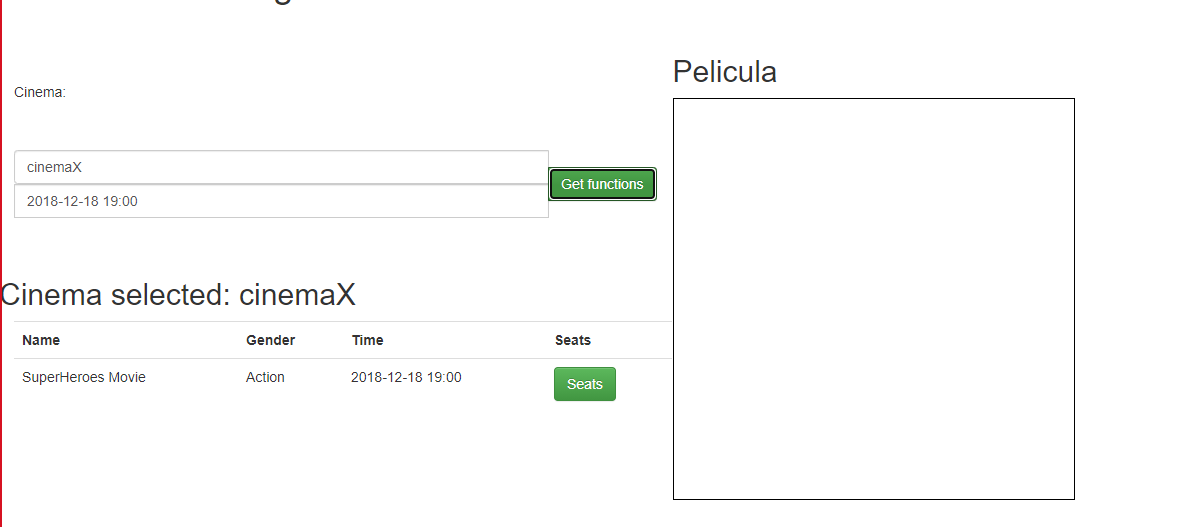 Cinema:
cinemaX
2018-12-18 19:00
Get functions
Pelicula
Cinema selected: cinemaX
Name Gender Time Seats
SuperHeroes Movie Action 2018-12-18 19:00 Seats